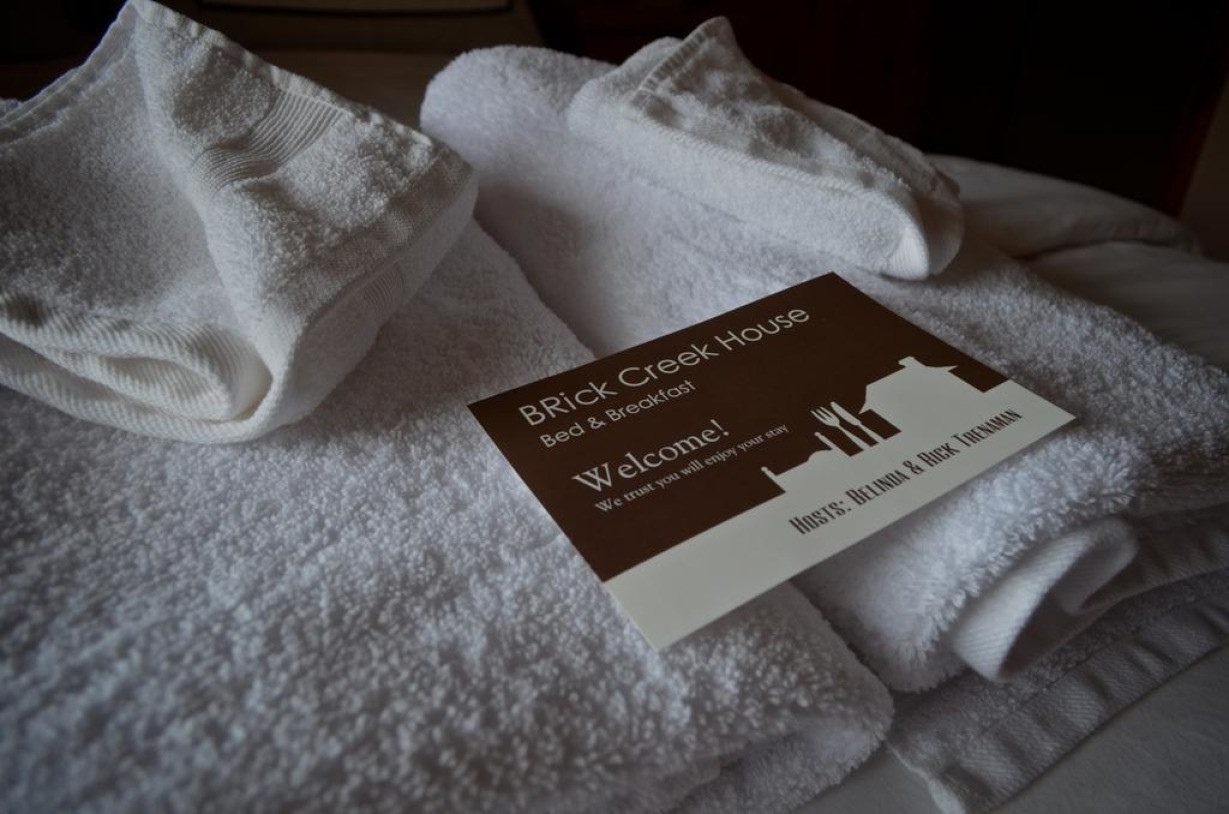 BRick Creek House
Bed & Breakfast
Welcome!
We trust you will enjoy your stay
Hosts: Belinda & Rick Trenaman